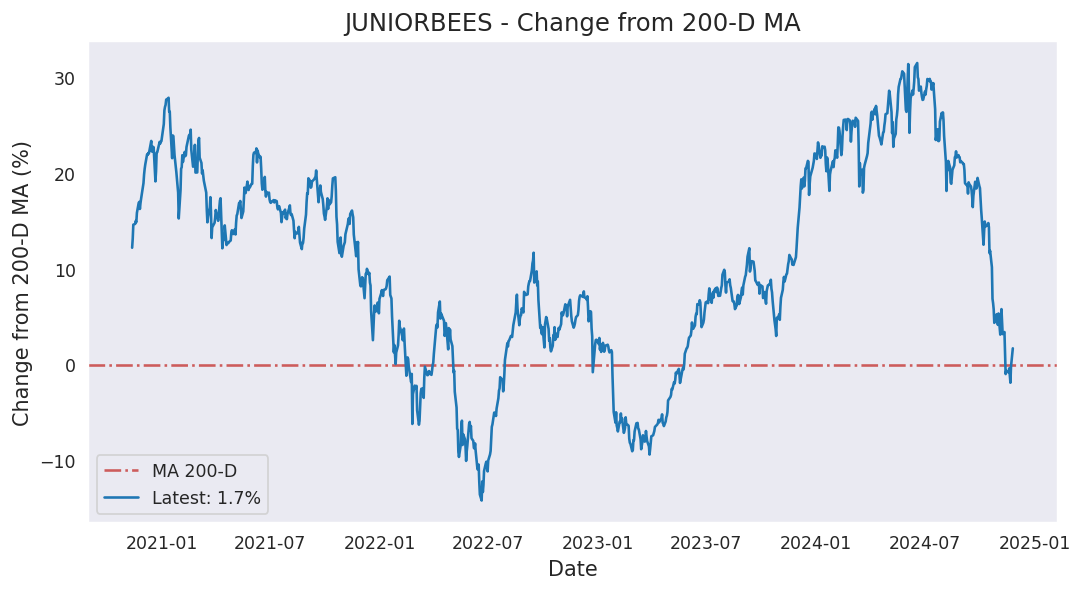 JUNIORBEES - Change from 200-D MA
Change from 200-D MA (%)
30
20
10
0
−10
MA 200-D
Latest: 1.7%
2021-01 2021-07 2022-01 2022-07 2023-01 2023-07 2024-01 2024-07 2025-01
Date